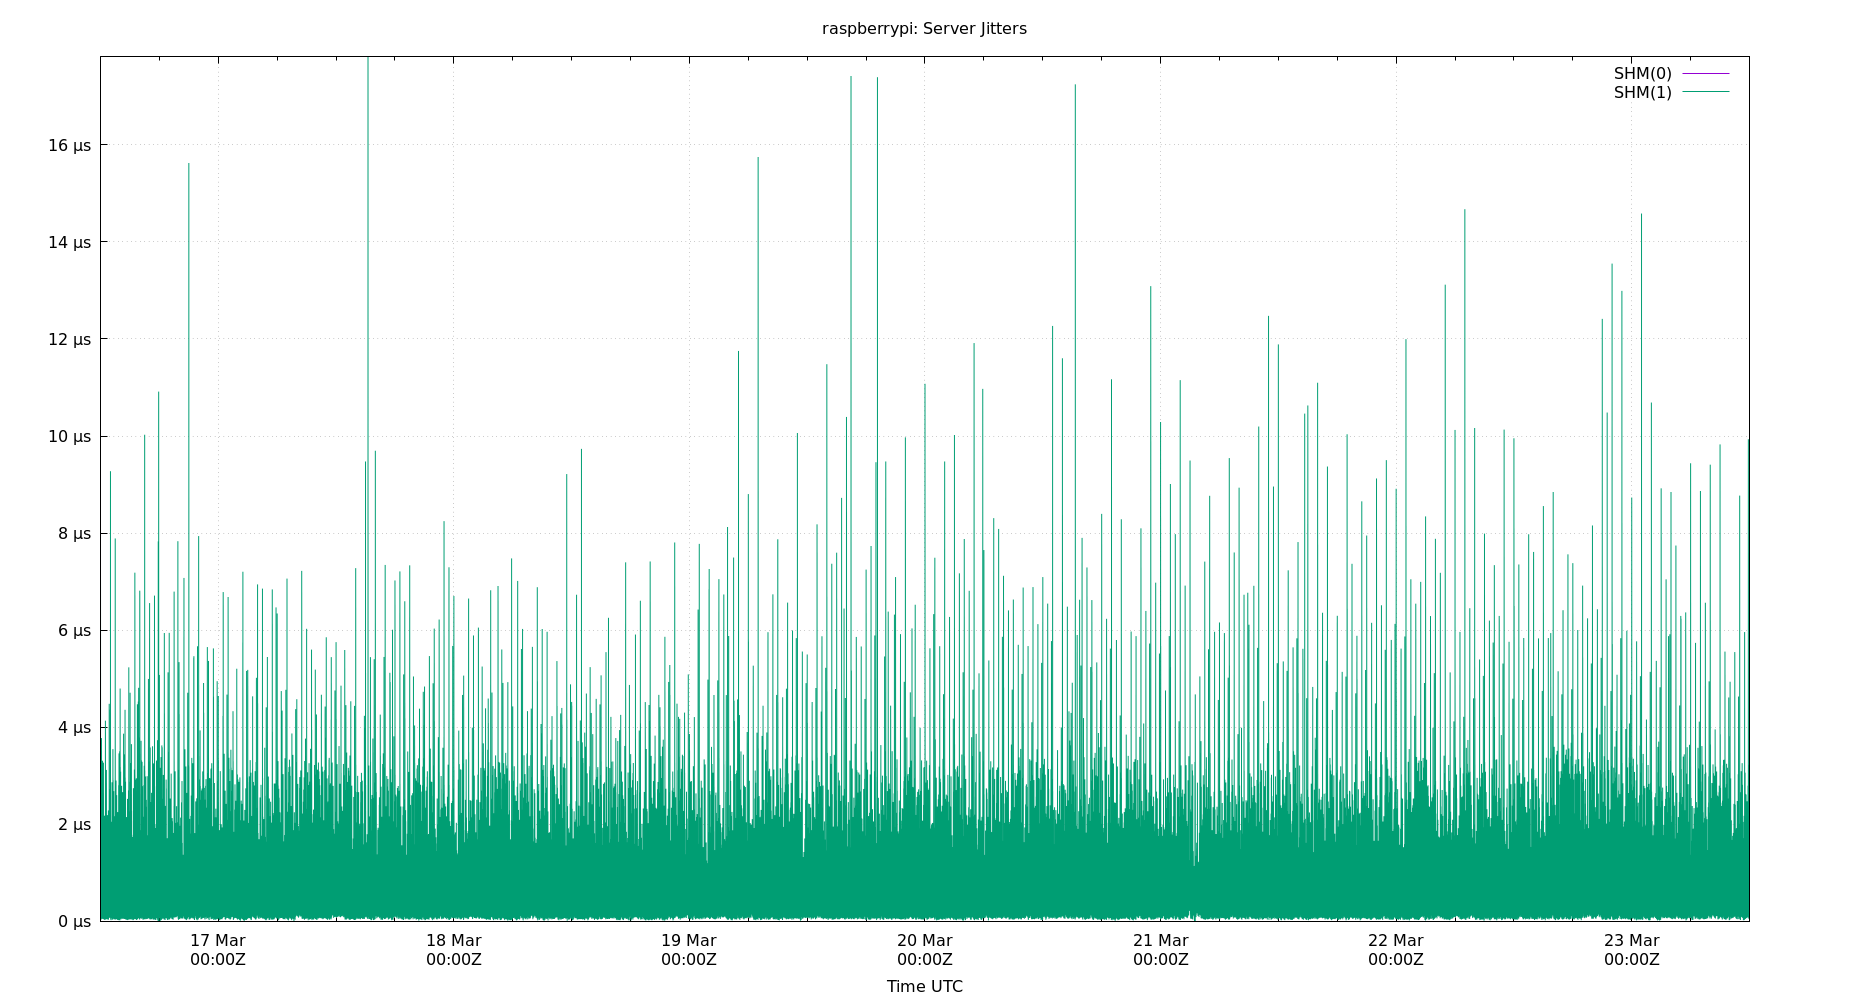 raspberrypi: Server Jitters
SHM(0)
SHM(1)
16 µs
14 µs
12 µs
10 µs
8 µs
6 µs
4 µs
2 µs
0 µs
17 Mar 18 Mar 19 Mar 20 Mar 21 Mar 22 Mar 23 Mar
00:00Z 00:00Z 00:00Z 00:00Z 00:00Z 00:00Z 00:00Z
Time UTC